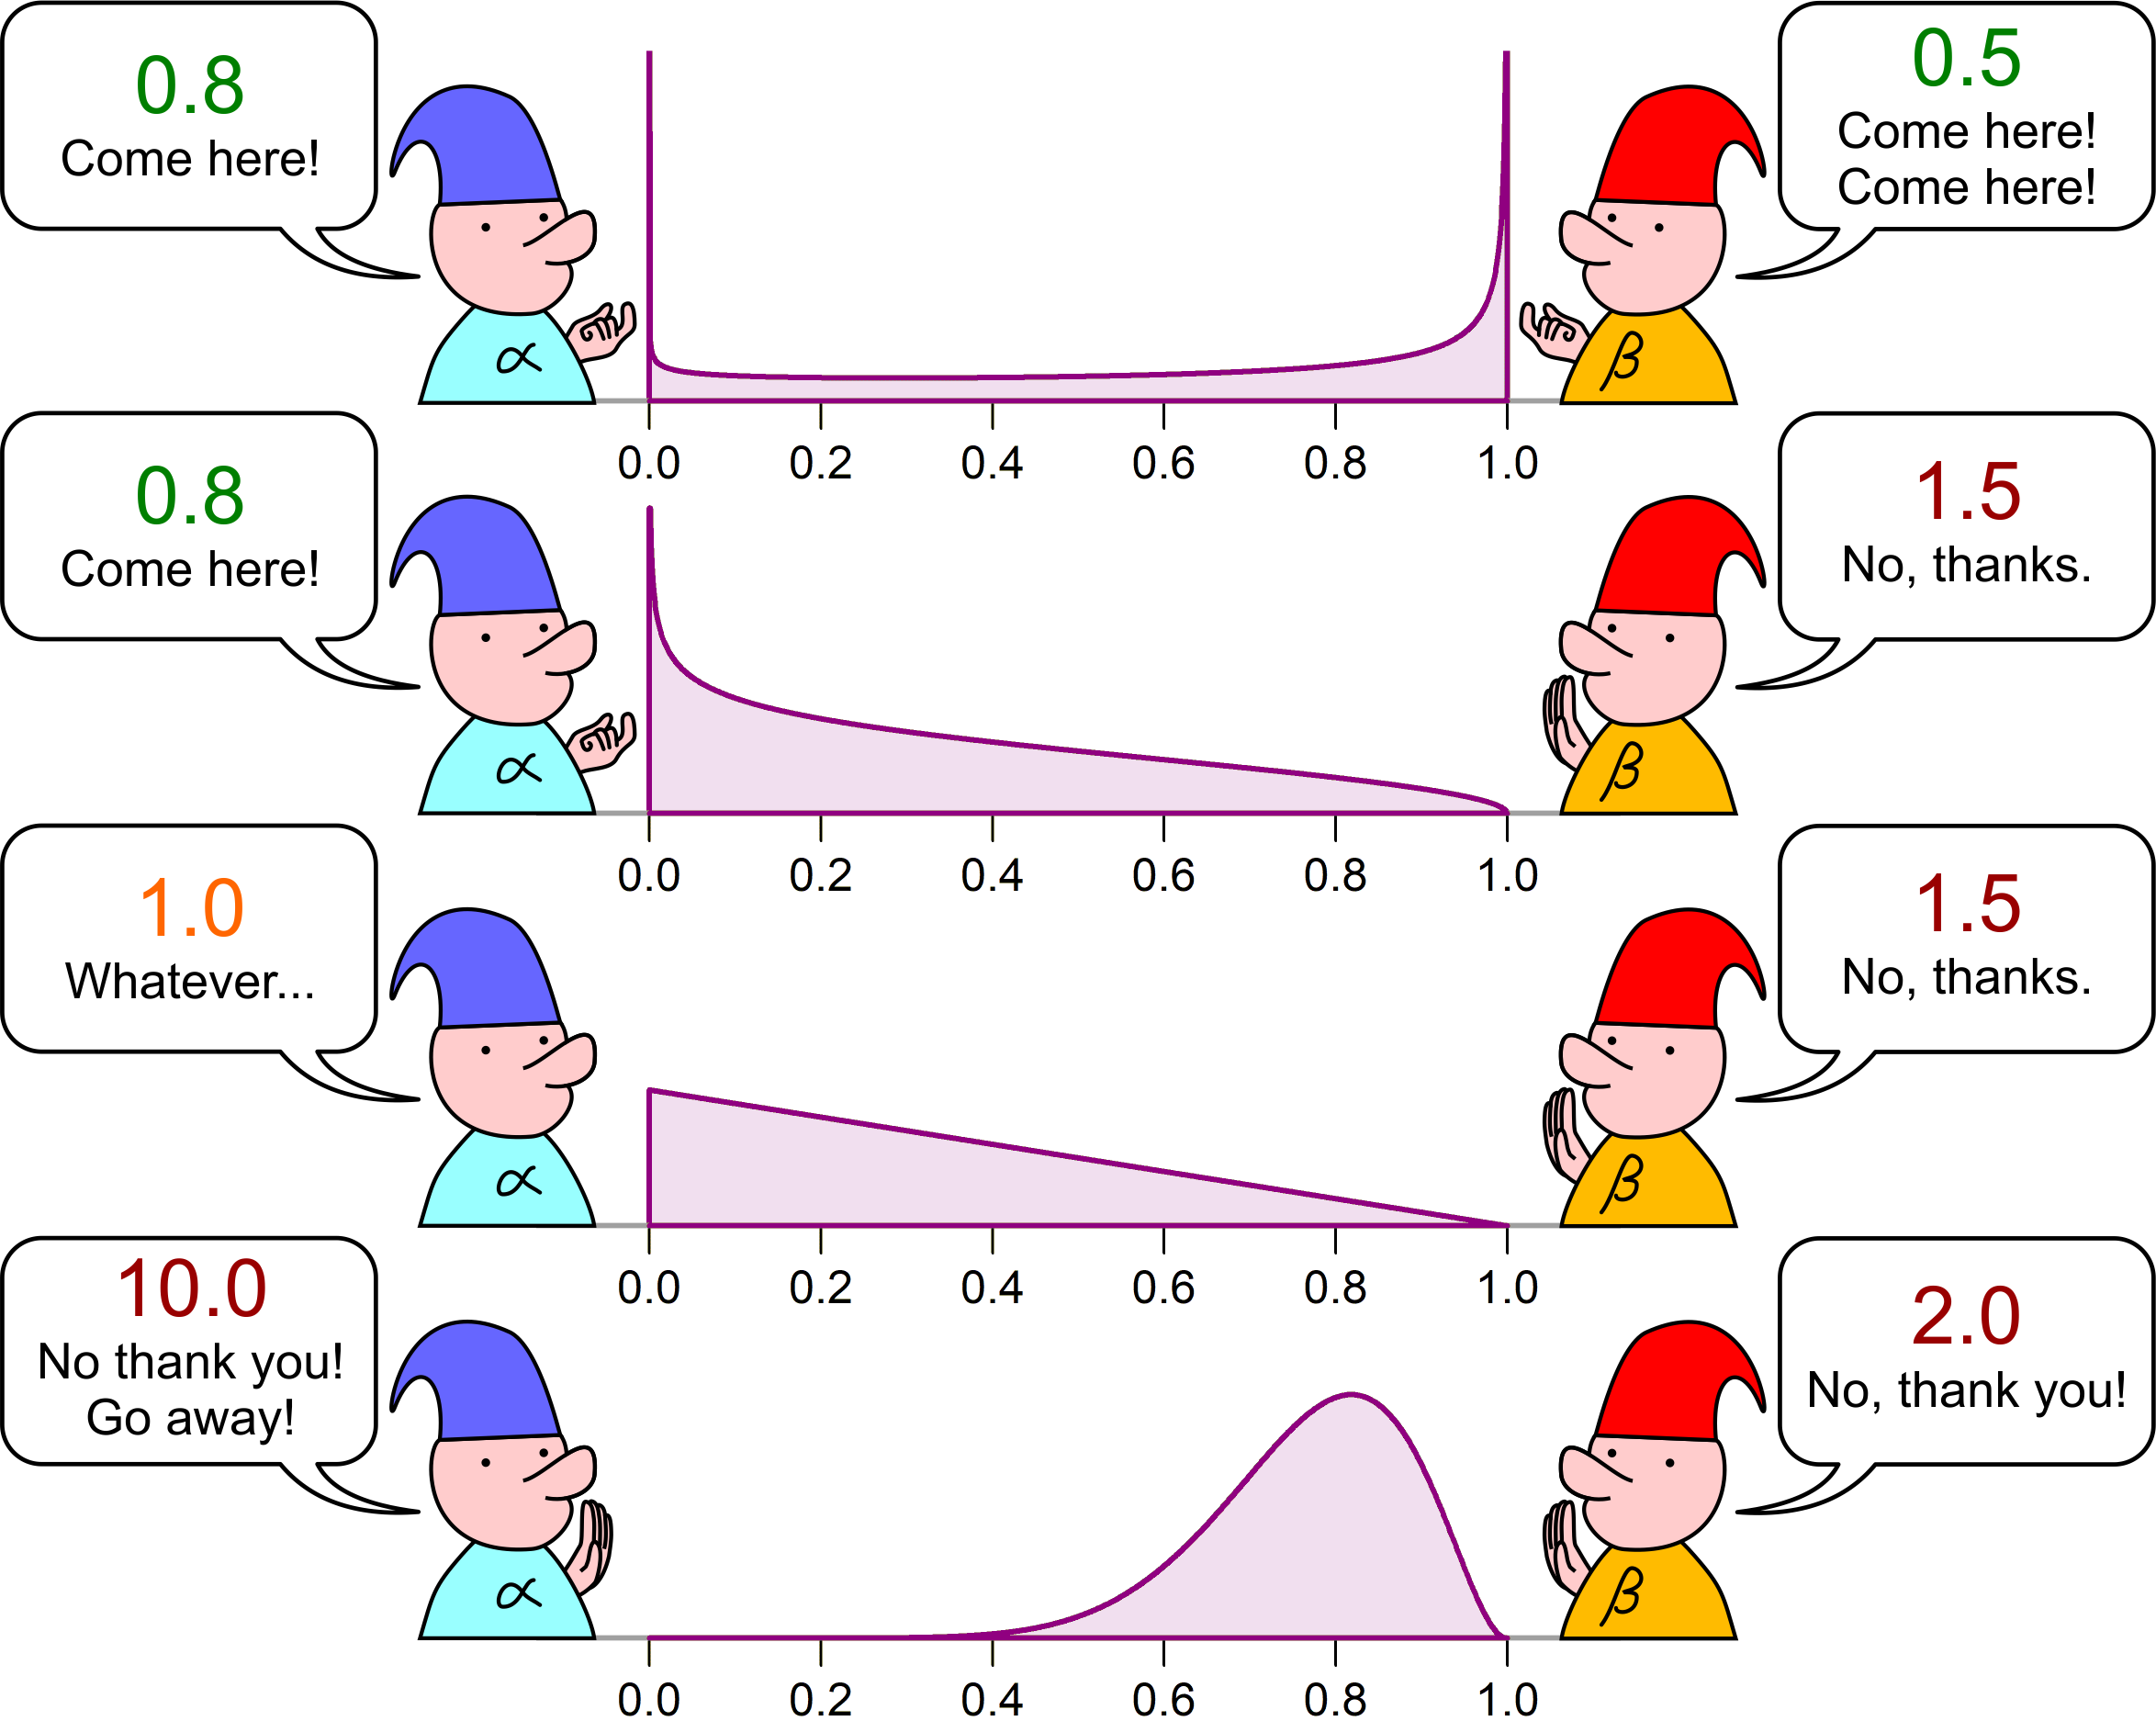 0.8
Come here!
0.5
Come here!
Come here!
α
β
0.0 0.2 0.4 0.6 0.8 1.0
0.8
Come here!
1.5
No, thanks.
α
β
0.0 0.2 0.4 0.6 0.8 1.0
1.0
Whatever...
1.5
No, thanks.
α
β
0.0 0.2 0.4 0.6 0.8 1.0
10.0
No thank you!
Go away!
2.0
No, thank you!
α
β
0.0 0.2 0.4 0.6 0.8 1.0